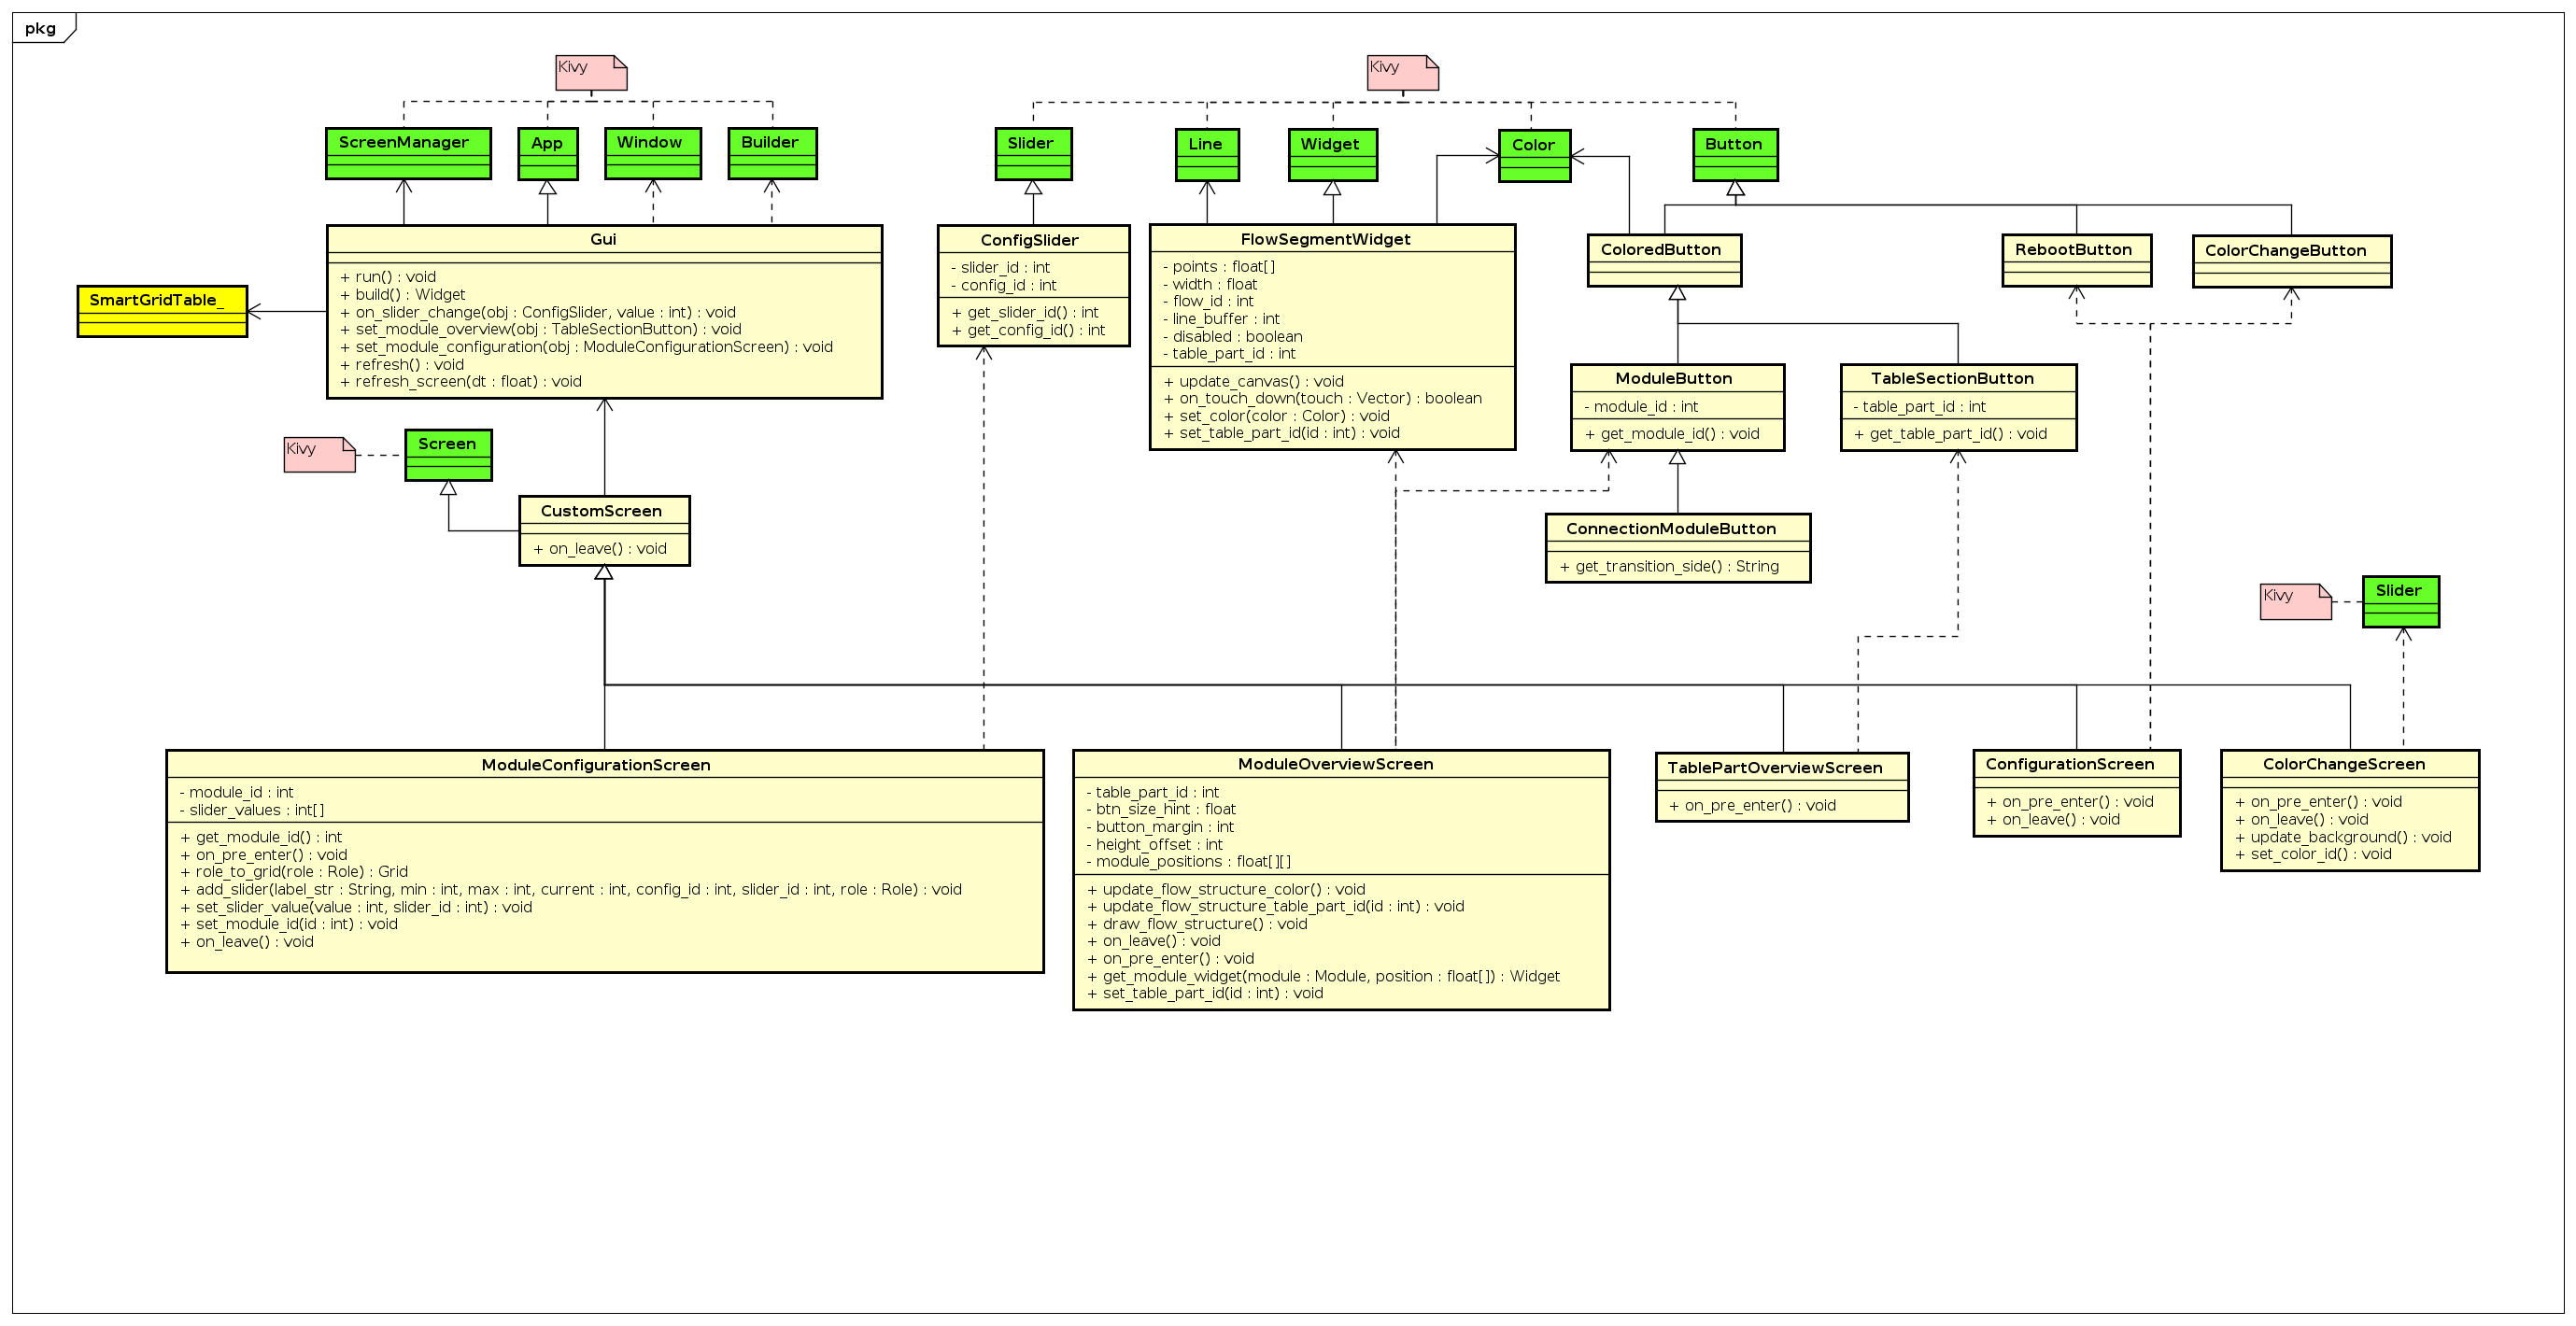 pkg
Kivy
Kivy
ScreenManager
App
Window
Builder
Slider
Line
Widget
Color
Button
Gui
+ run() : void
+ build() : Widget
+ on_slider_change(obj : ConfigSlider, value : int) : void
+ set_module_overview(obj : TableSectionButton) : void
+ set_module_configuration(obj : ModuleConfigurationScreen) : void
+ refresh() : void
+ refresh_screen(dt : float) : void
SmartGridTable_
ConfigSlider
- slider_id : int
- config_id : int
+ get_slider_id() : int
+ get_config_id() : int
FlowSegmentWidget
- points : float[]
- width : float
- flow_id : int
- line_buffer : int
- disabled : boolean
- table_part_id : int
+ update_canvas() : void
+ on_touch_down(touch : Vector) : boolean
+ set_color(color : Color) : void
+ set_table_part_id(id : int) : void
ColoredButton
RebootButton
ColorChangeButton
ModuleButton
- module_id : int
+ get_module_id() : void
TableSectionButton
- table_part_id : int
+ get_table_part_id() : void
Kivy
Screen
CustomScreen
+ on_leave() : void
ConnectionModuleButton
+ get_transition_side() : String
Kivy
Slider
ModuleConfigurationScreen
- module_id : int
- slider_values : int[]
+ get_module_id() : int
+ on_pre_enter() : void
+ role_to_grid(role : Role) : Grid
+ add_slider(label_str : String, min : int, max : int, current : int, config_id : int, slider_id : int, role : Role) : void
+ set_slider_value(value : int, slider_id : int) : void
+ set_module_id(id : int) : void
+ on_leave() : void
ModuleOverviewScreen
- table_part_id : int
- btn_size_hint : float
- button_margin : int
- height_offset : int
- module_positions : float[][]
+ update_flow_structure_color() : void
+ update_flow_structure_table_part_id(id : int) : void
+ draw_flow_structure() : void
+ on_leave() : void
+ on_pre_enter() : void
+ get_module_widget(module : Module, position : float[]) : Widget
+ set_table_part_id(id : int) : void
TablePartOverviewScreen
+ on_pre_enter() : void
ConfigurationScreen
+ on_pre_enter() : void
+ on_leave() : void
ColorChangeScreen
+ on_pre_enter() : void
+ on_leave() : void
+ update_background() : void
+ set_color_id() : void